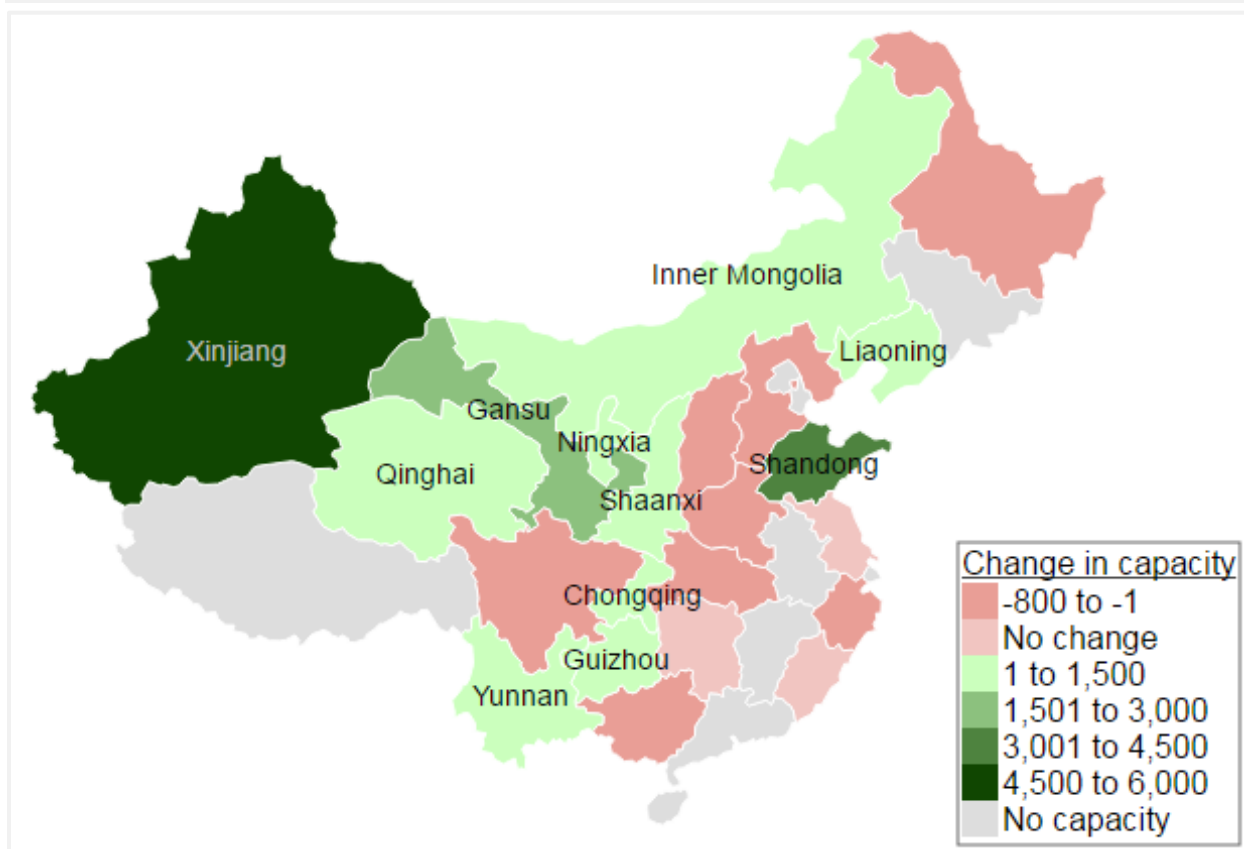 Inner Mongolia
Liaoning
Xinjiang
Gansu
Ningxia
Qinghai
Shandong
Shaanxi
Chongqing
Guizhou
Yunnan
Change in capacity
-800 to -1
No change
1 to 1,500
1,501 to 3,000
3,001 to 4,500
4,500 to 6,000
No capacity